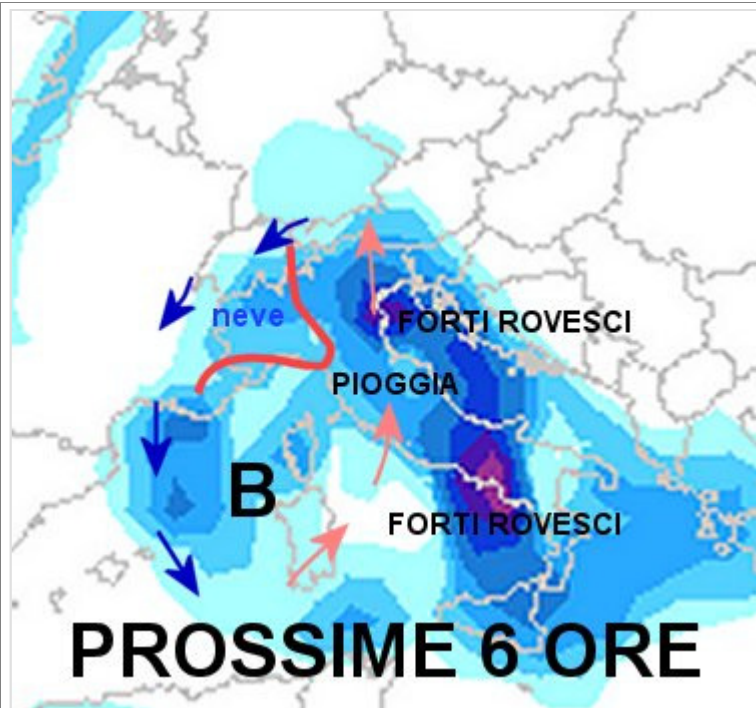 neve
FORTI ROVESCI
PIOGGIA
B
FORTI ROVESCI
PROSSIME 6 ORE